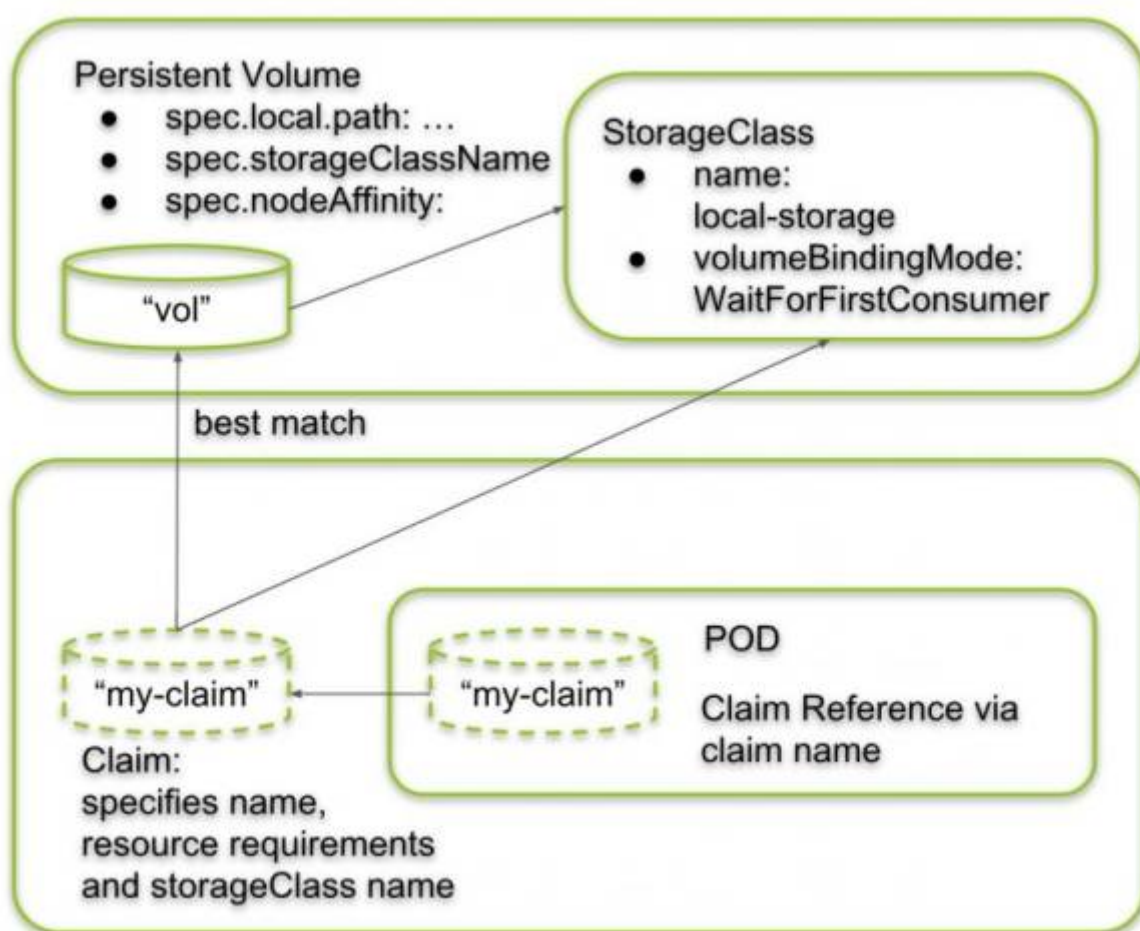 Persistent Volume
● spec.local.path: …
● spec.storageClassName
● spec.nodeAffinity:
“vol”
StorageClass
● name:
local-storage
● volumeBindingMode:
WaitForFirstConsumer
best match
“my-claim”
“my-claim”
POD
Claim Reference via
claim name
Claim:
specifies name,
resource requirements
and storageClass name